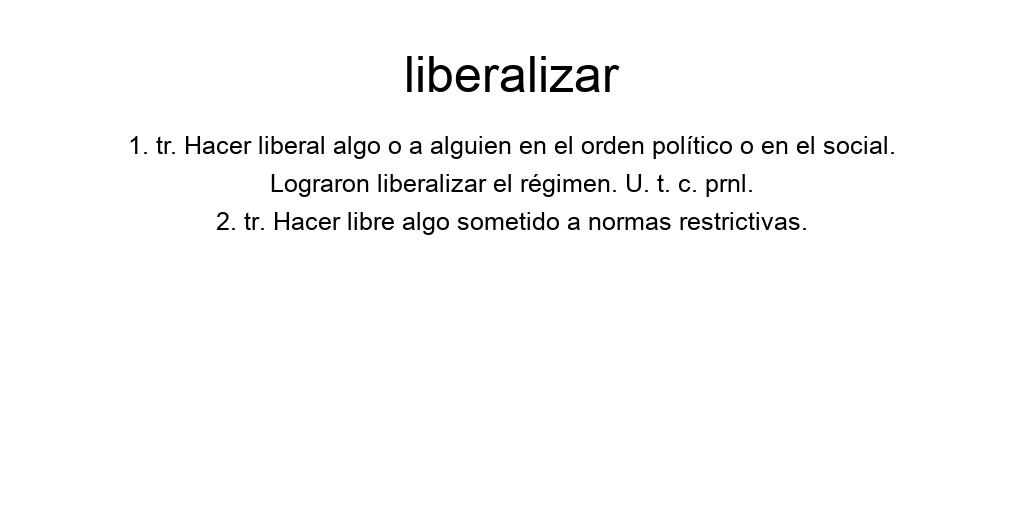 liberalizar
1. tr. Hacer liberal algo o a alguien en el orden político o en el social.
Lograron liberalizar el régimen. U. t. c. prnl.
2. tr. Hacer libre algo sometido a normas restrictivas.